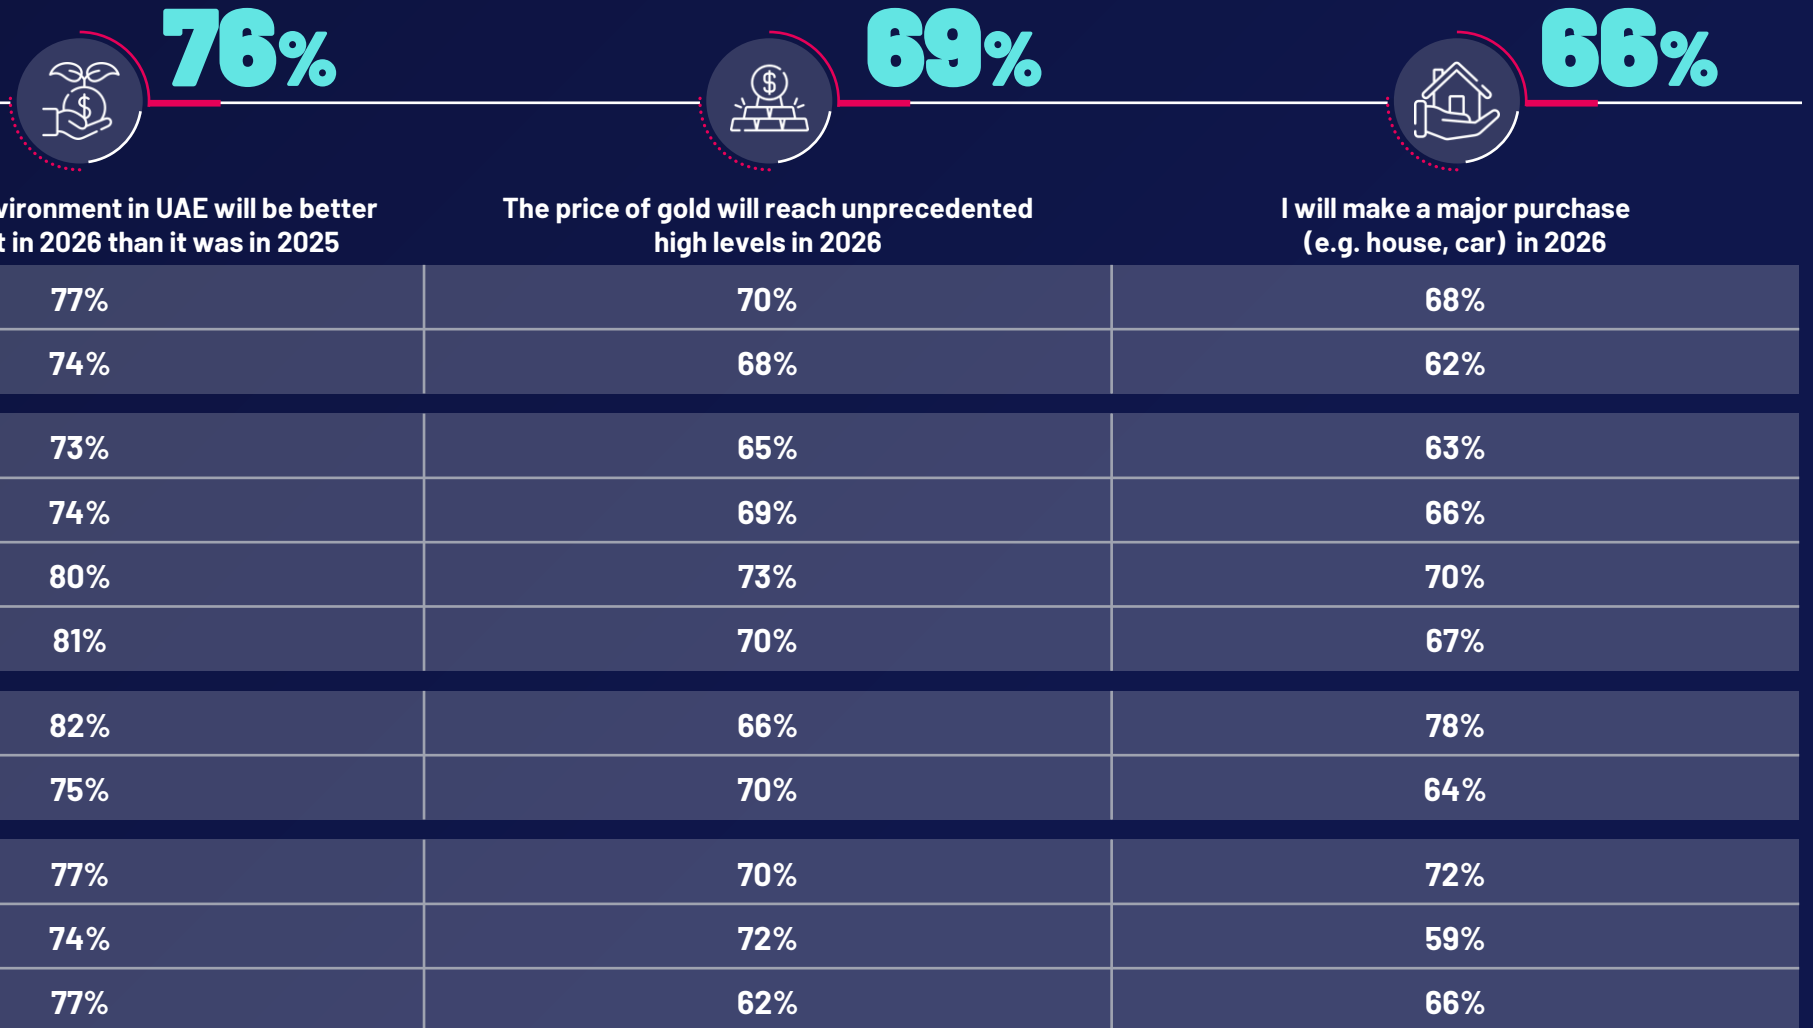 76% 69% 66%
vironment in UAE will be better
t in 2026 than it was in 2025
The price of gold will reach unprecedented
high levels in 2026
I will make a major purchase
(e.g. house, car) in 2026
77% 70% 68%
74% 68% 62%
73% 65% 63%
74% 69% 66%
80% 73% 70%
81% 70% 67%
82% 66% 78%
75% 70% 64%
77% 70% 72%
74% 72% 59%
77% 62% 66%